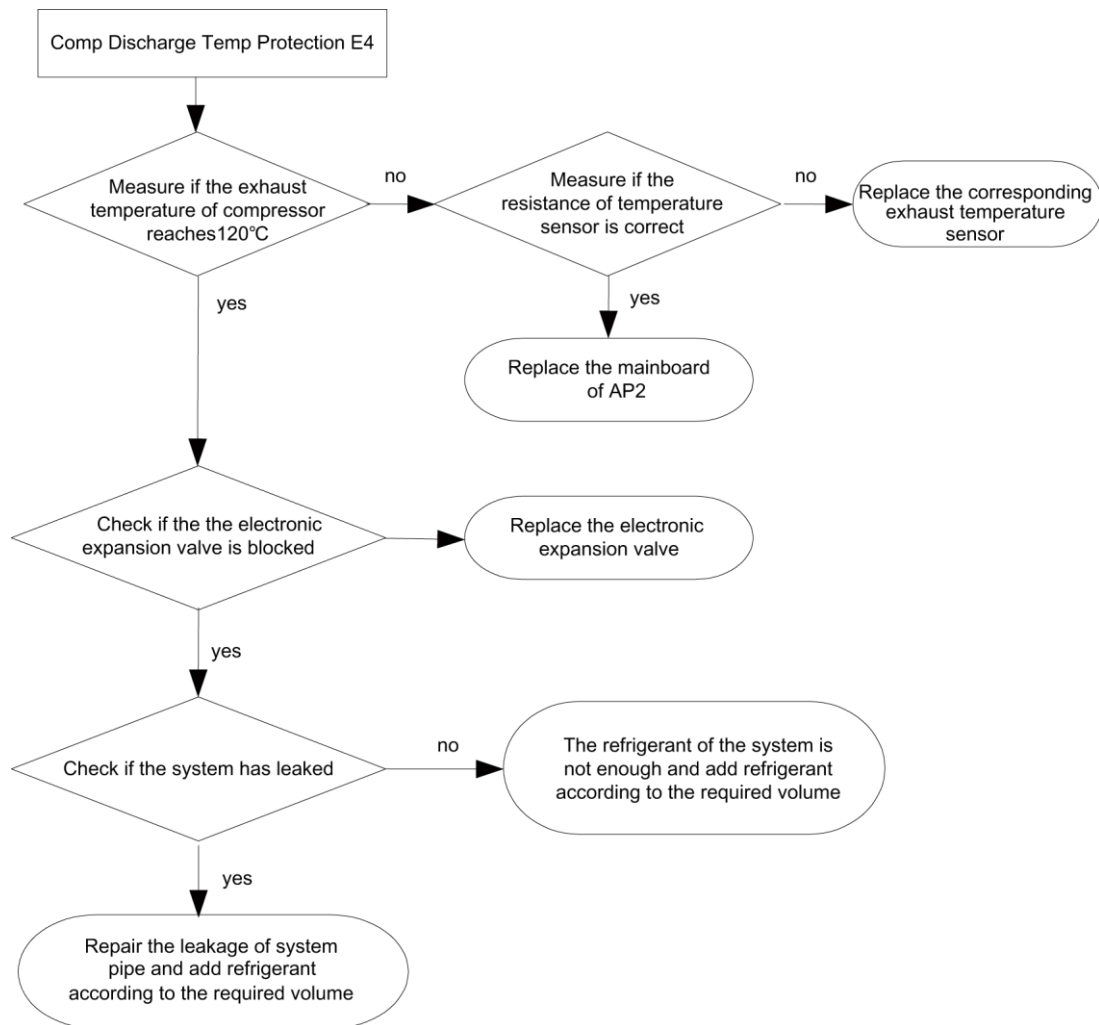 Comp Discharge Temp Protection E4
Measure if the exhaust
temperature of compressor
reaches120℃
no
Measure if the
resistance of temperature
sensor is correct
no
Replace the corresponding
exhaust temperature
sensor
yes
yes
Replace the mainboard
of AP2
Check if the the electronic
expansion valve is blocked
Replace the electronic
expansion valve
yes
Check if the system has leaked
no
The refrigerant of the system is
not enough and add refrigerant
according to the required volume
yes
Repair the leakage of system
pipe and add refrigerant
according to the required volume